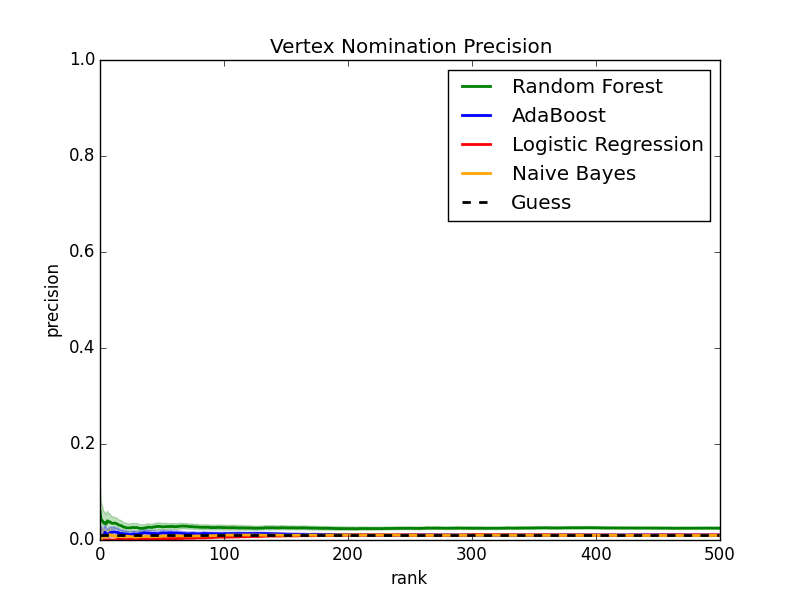 Vertex Nomination Precision
1.0
0.8
0.6
0.4
0.2
0.0
precision
Random Forest
AdaBoost
Logistic Regression
Naive Bayes
Guess
0 100 200 300 400 500
rank